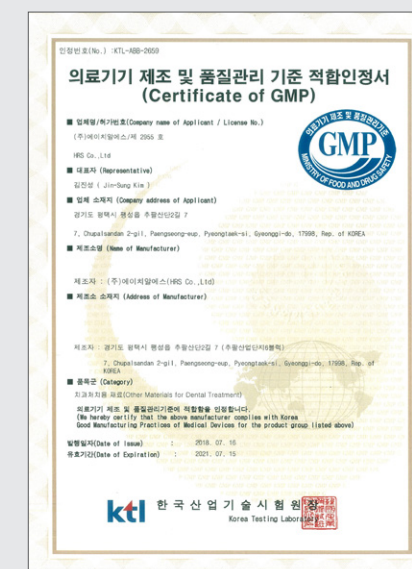 인정번호(No.) :KTL-ABB-2659
의료기기 제조 및 품질관리 기준 적합인정서
(Certificate of GMP)
의료기기 제조 및 품질관리기준
GMP
MINISTRY OF FOOD AND DRUG SAFETY
■ 업체명/허가번호(Company name of Applicant / License No.)
(주)에이치알에스/제 2955 호
HRS Co.,Ltd
■ 대표자 (Representative)
김진성 ( Jin-Sung Kim )
■ 업체 소재지 (Company address of Applicant)
경기도 평택시 팽성읍 추팔산단2길 7
7, Chupalsandan 2-gil, Paengseong-eup, Pyeongtaek-si, Gyeonggi-do, 17998, Rep. of KOREA
■ 제조소명 (Name of Manufacturer)
제조자 : (주)에이치알에스(HRS Co.,Ltd)
■ 제조소 소재지 (Address of Manufacturer)
제조자 : 경기도 평택시 팽성읍 추팔산단2길 7 (추팔산업단지6블럭)
7, Chupalsandan 2-gil, Paengseong-eup, Pyeongtaek-si, Gyeonggi-do, 17998, Rep. of
KOREA
■ 품목군 (Category)
치과처치용 재료(Other Materials for Dental Treatment)
의료기기 제조 및 품질관리기준에 적합함을 인정합니다.
(We hereby certify that the above manufacturer complies with Korea
Good Manufacturing Practices of Medical Devices for the product group listed above)
발행일자(Date of Issue) : 2018. 07. 16
유효기간(Date of Expiration) : 2021. 07. 15
ktl 한국산업기술시험원장
Korea Testing Laboratory